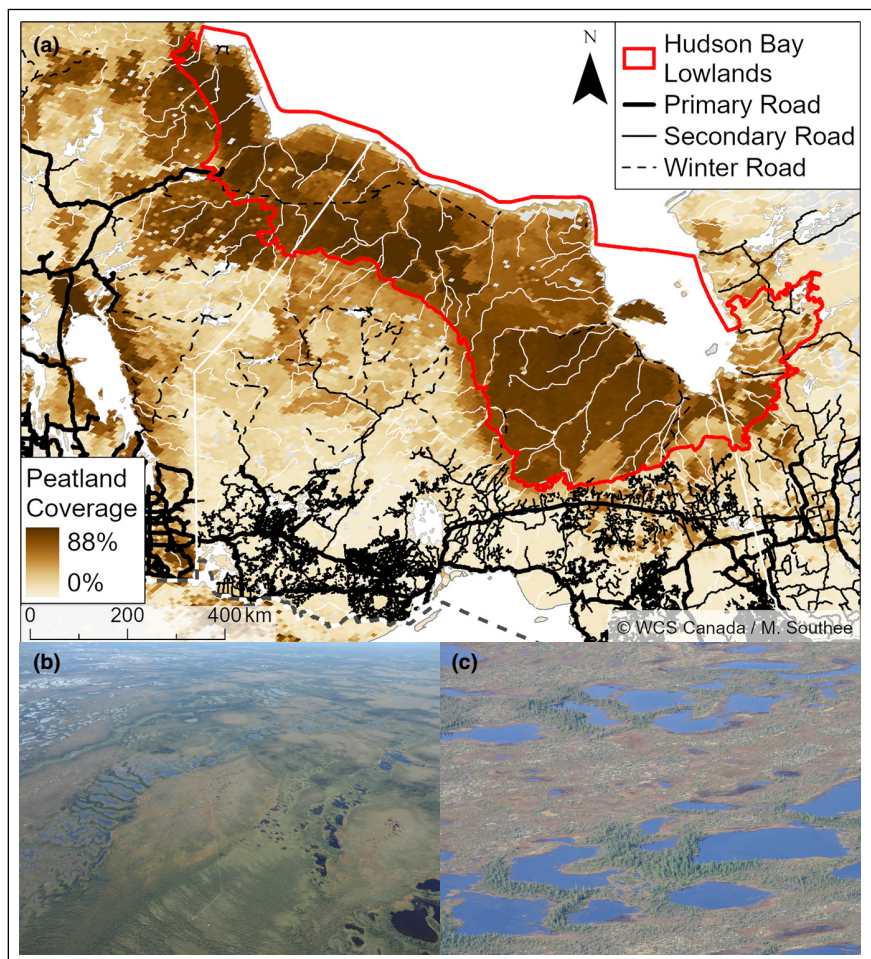 (a)
N
Hudson Bay
Lowlands
Primary Road
Secondary Road
Winter Road
Peatland
Coverage
88%
0%
0 200 400 km
© WCS Canada / M. Southee
(b)
(c)